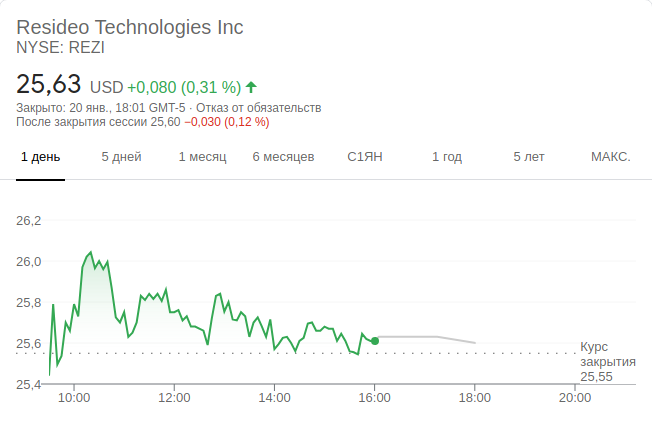 Resideo Technologies Inc
NYSE: REZI
25,63 USD +0,080 (0,31 %)
Закрыто: 20 янв., 18:01 GMT-5 · Отказ от обязательств
После закрытия сессии 25,60 −0,030 (0,12 %)
1 день 5 дней 1 месяц 6 месяцев С1ЯН 1 год 5 лет МАКС.
26,2
26,0
25,8
25,6
25,4
Курс
закрытия
25,55
10:00 12:00 14:00 16:00 18:00 20:00